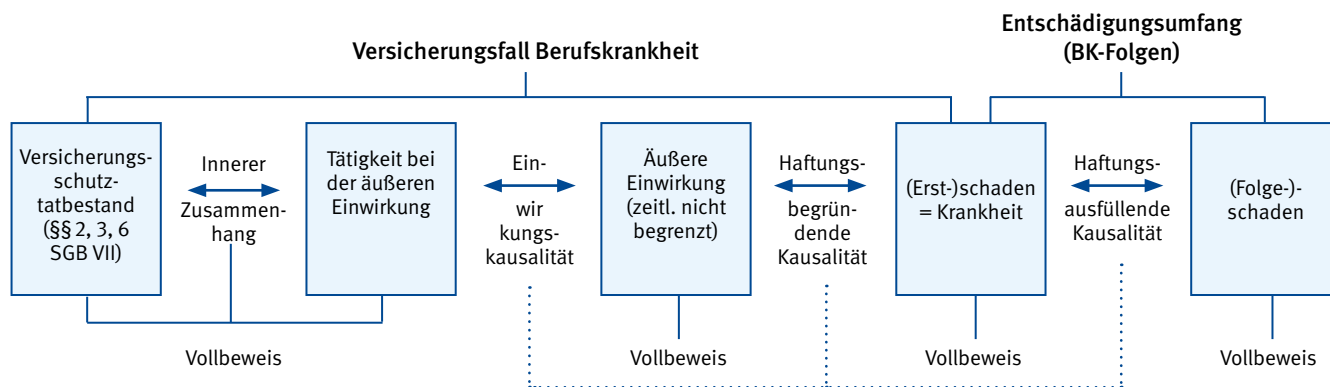 Versicherungsfall Berufskrankheit
Entschädigungsumfang
(BK-Folgen)
Versicherungs-
schutz-
tatbestand
(§§ 2, 3, 6
SGB VII)
Innerer
Zusammen-
hang
Tätigkeit bei
der äußeren
Einwirkung
Ein-
wir
kungs-
kausalität
Äußere
Einwirkung
(zeitl. nicht
begrenzt)
Haftungs-
begrün-
dende
Kausalität
(Erst-)schaden
= Krankheit
Haftungs-
ausfüllende
Kausalität
(Folge-)-
schaden
Vollbeweis
Vollbeweis
Vollbeweis
Vollbeweis